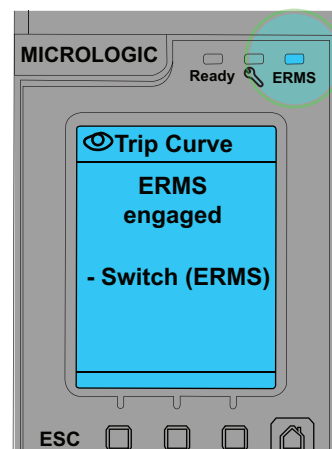 MICROLOGIC
Ready ERMS
Trip Curve
ERMS
engaged
- Switch (ERMS)
ESC